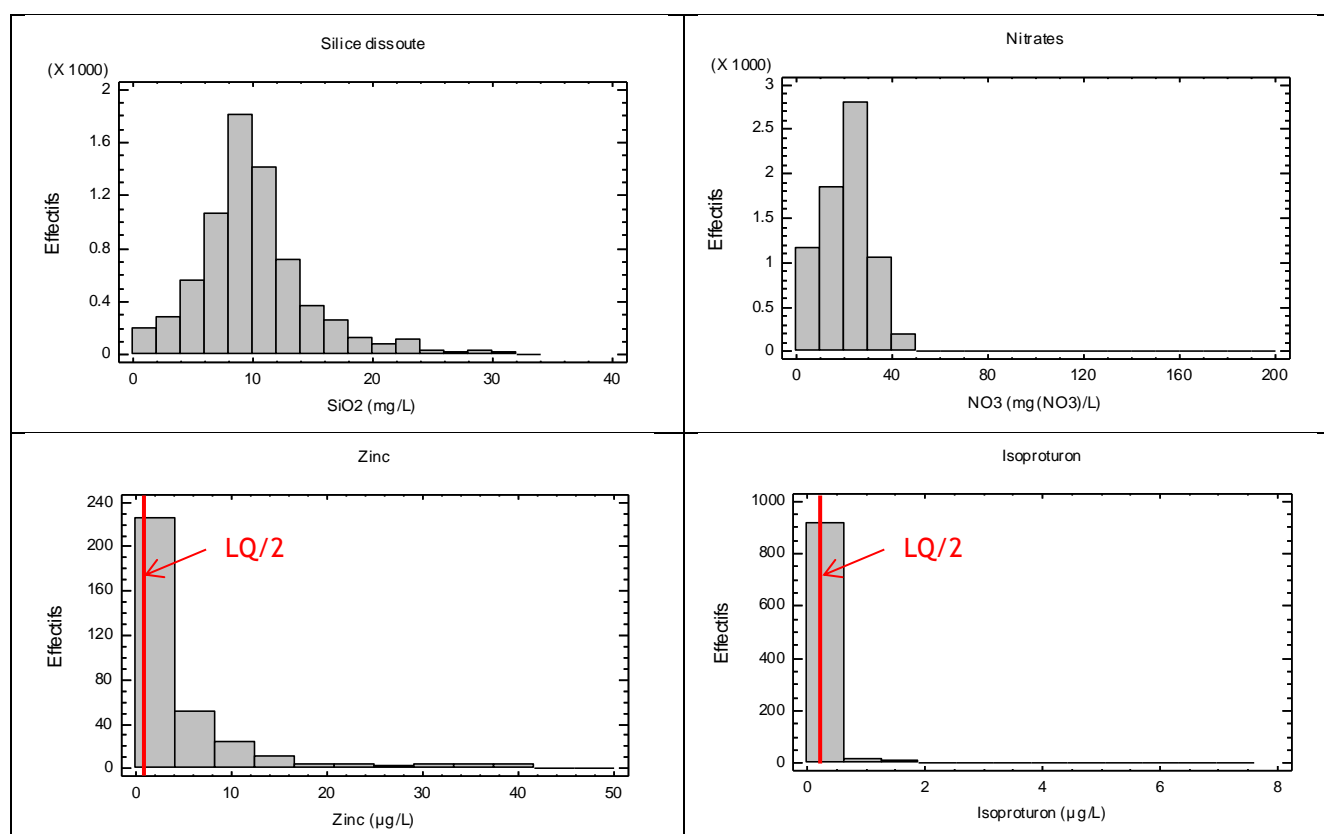 Silice dissoute
(X 1000)
2
1.6
1.2
0.8
0.4
0
Effectifs
0 10 20 30 40
SiO2 (mg/L)
Nitrates
(X 1000)
3
2.5
2
1.5
1
0.5
0
Effectifs
0 40 80 120 160 200
NO3 (mg(NO3)/L)
Zinc
240
200
160
120
80
40
0
Effectifs
LQ/2
0 10 20 30 40 50
Zinc (µg/L)
Isoproturon
1000
800
600
400
200
0
Effectifs
LQ/2
0 2 4 6 8
Isoproturon (µg/L)